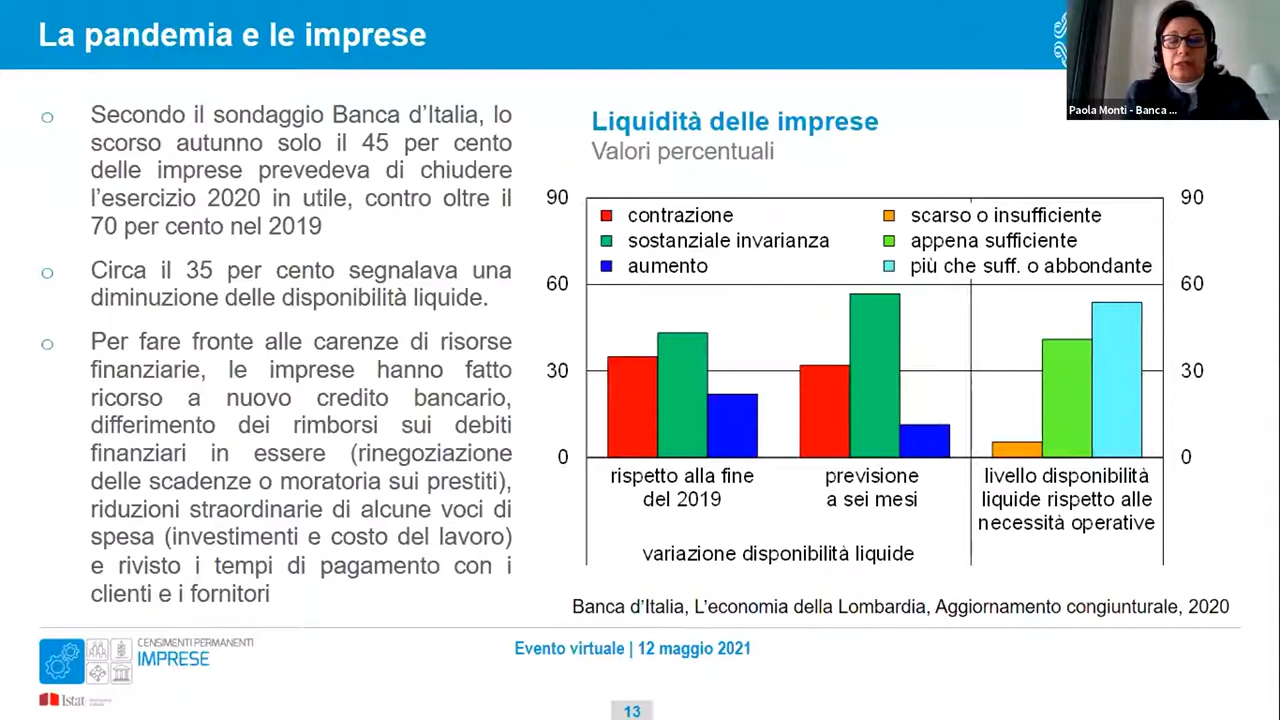 La pandemia e le imprese
Paola Monti - Banca ...
Secondo il sondaggio Banca d'Italia, lo
scorso autunno solo il 45 per cento
delle imprese prevedeva di chiudere
l'esercizio 2020 in utile, contro oltre il
70 per cento nel 2019
Circa il 35 per cento segnalava una
diminuzione delle disponibilità liquide.
Per fare fronte alle carenze di risorse
finanziarie, le imprese hanno fatto
ricorso a nuovo credito bancario,
differimento dei rimborsi sui debiti
finanziari in essere (rinegoziazione
delle scadenze o moratoria sui prestiti),
riduzioni straordinarie di alcune voci di
spesa (investimenti e costo del lavoro)
e rivisto i tempi di pagamento con i
clienti e i fornitori
Liquidità delle imprese
Valori percentuali
90 90
contrazione scarso o insufficiente
sostanziale invarianza appena sufficiente
aumento più che suff. o abbondante
60 60
30 30
0 0
rispetto alla fine previsione livello disponibilità
del 2019 a sei mesi liquide rispetto alle
necessità operative
variazione disponibilità liquide
Banca d'Italia, L'economia della Lombardia, Aggiornamento congiunturale, 2020
CENSIMENTI PERMANENTI
IMPRESE
Istat
Evento virtuale | 12 maggio 2021
13